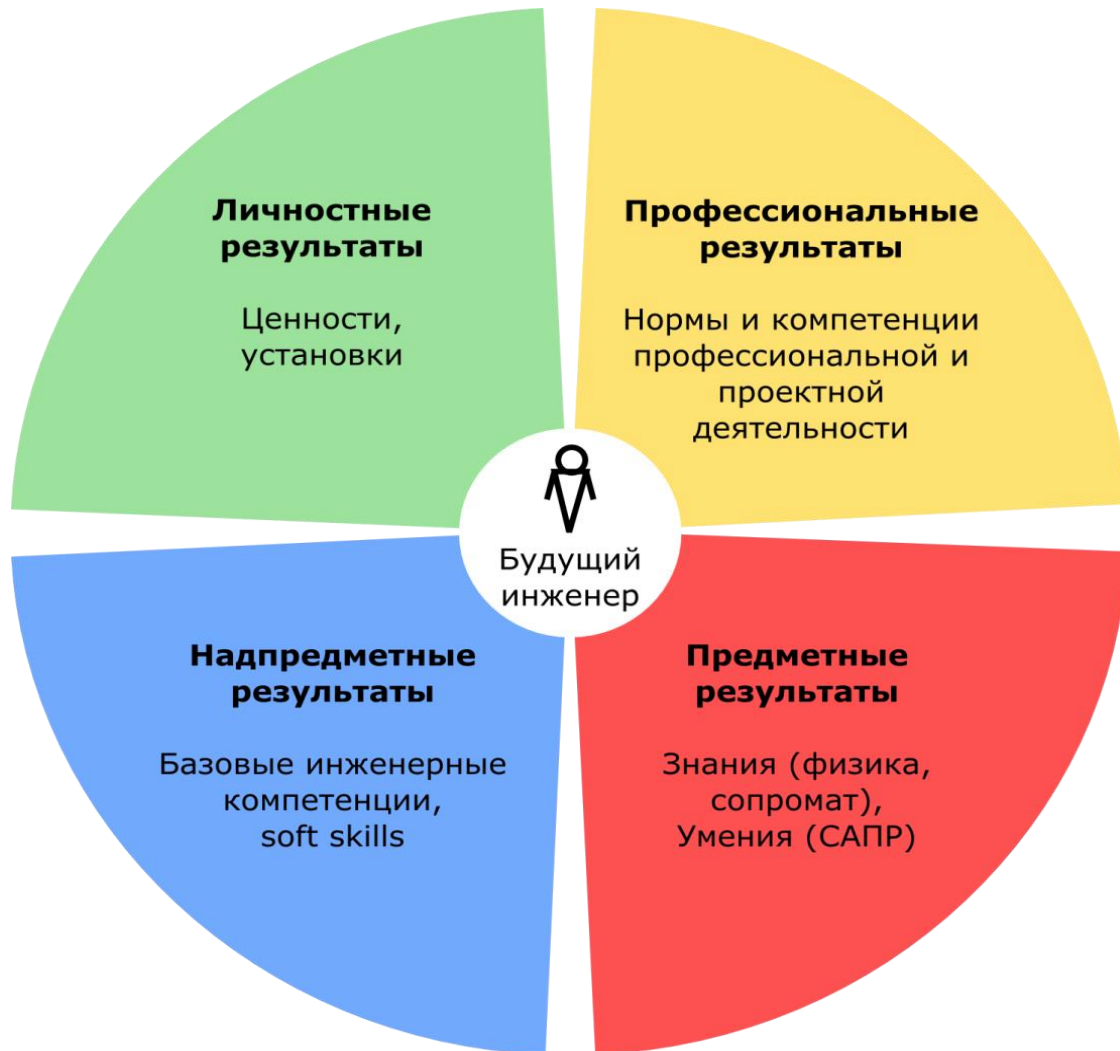 Личностные
результаты
Ценности,
установки
Профессиональные
результаты
Нормы и компетенции
профессиональной и
проектной
деятельности
Будущий
инженер
Надпредметные
результаты
Базовые инженерные
компетенции,
soft skills
Предметные
результаты
Знания (физика,
сопромат),
Умения (САПР)